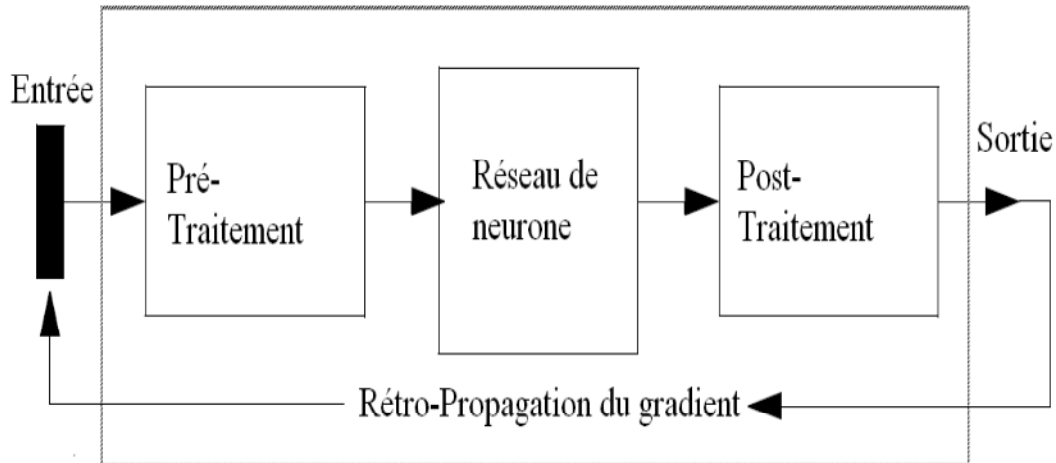 Entrée
Pré-
Traitement
Réseau de
neurone
Post-
Traitement
Sortie
Rétro-Propagation du gradient